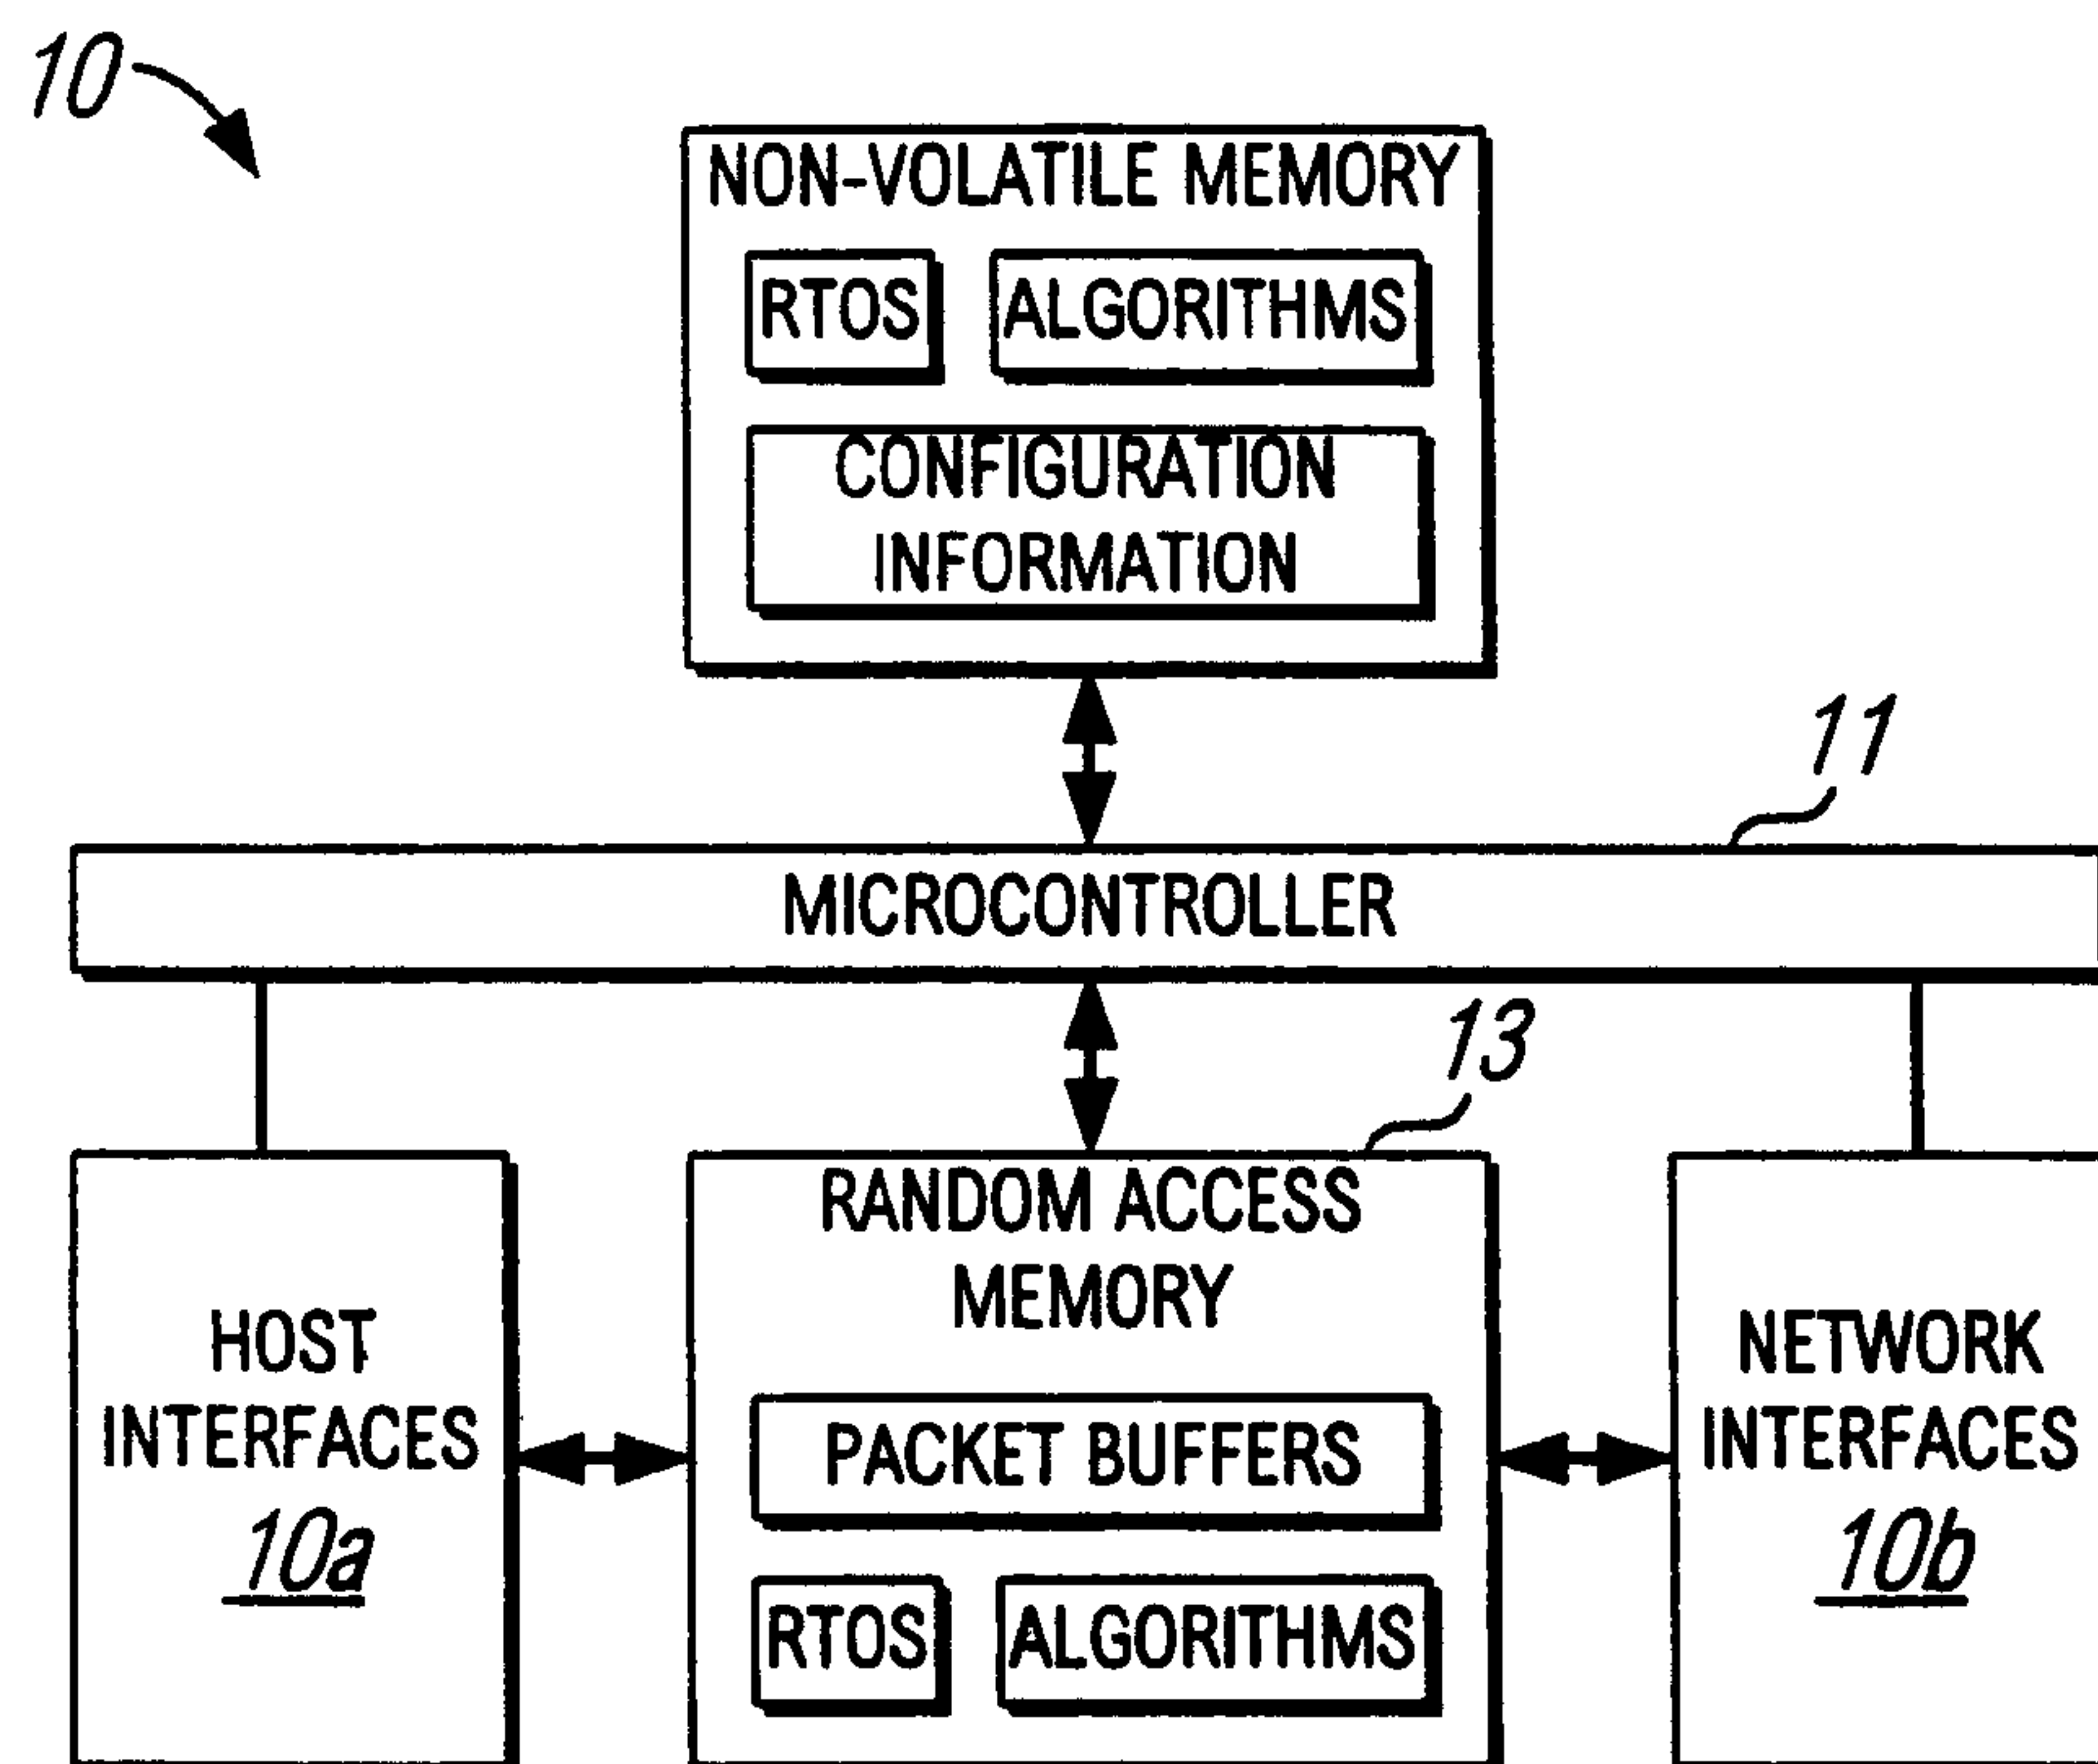 10
NON-VOLATILE MEMORY
RTOS
ALGORITHMS
CONFIGURATION
INFORMATION
11
MICROCONTROLLER
13
HOST
INTERFACES
10a
RANDOM ACCESS
MEMORY
PACKET BUFFERS
RTOS
ALGORITHMS
NETWORK
INTERFACES
10b